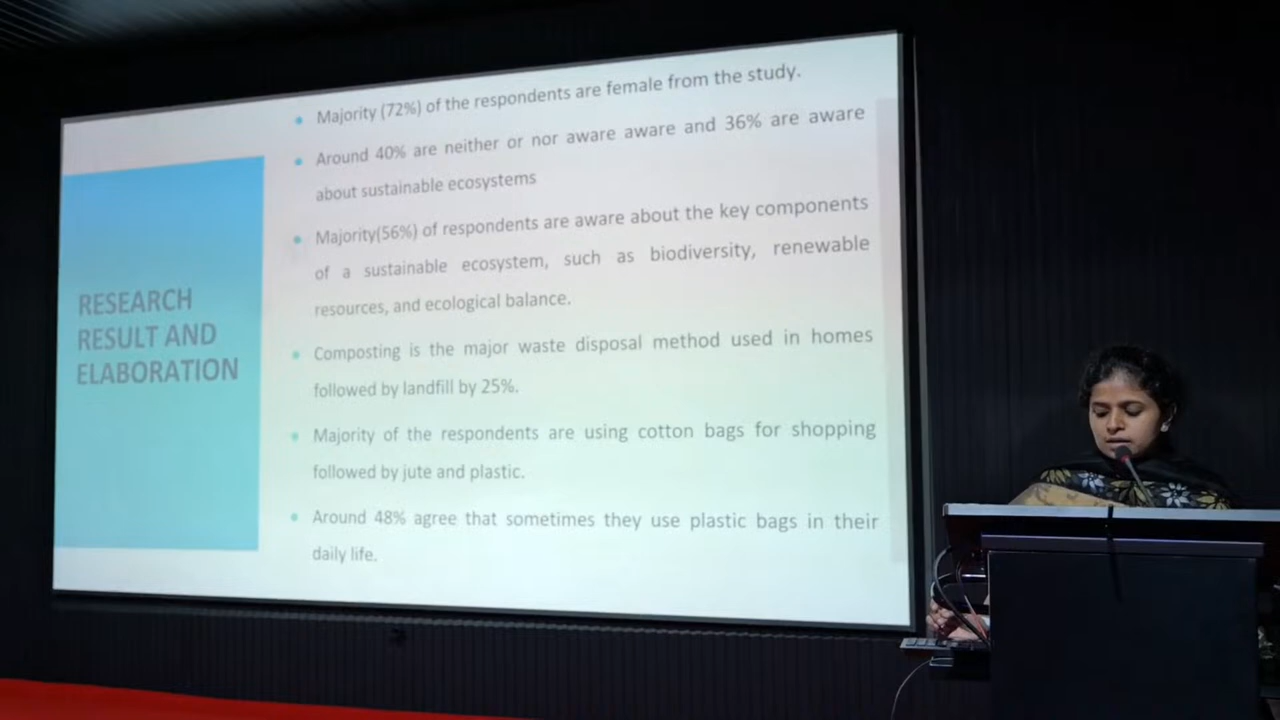 RESEARCH
RESULT AND
ELABORATION
• Majority (72%) of the respondents are female from the study.
• Around 40% are neither or nor aware aware and 36% are aware
about sustainable ecosystems
• Majority(56%) of respondents are aware about the key components
of a sustainable ecosystem, such as biodiversity, renewable
resources, and ecological balance.
• Composting is the major waste disposal method used in homes
followed by landfill by 25%.
• Majority of the respondents are using cotton bags for shopping
followed by jute and plastic.
• Around 48% agree that sometimes they use plastic bags in their
daily life.